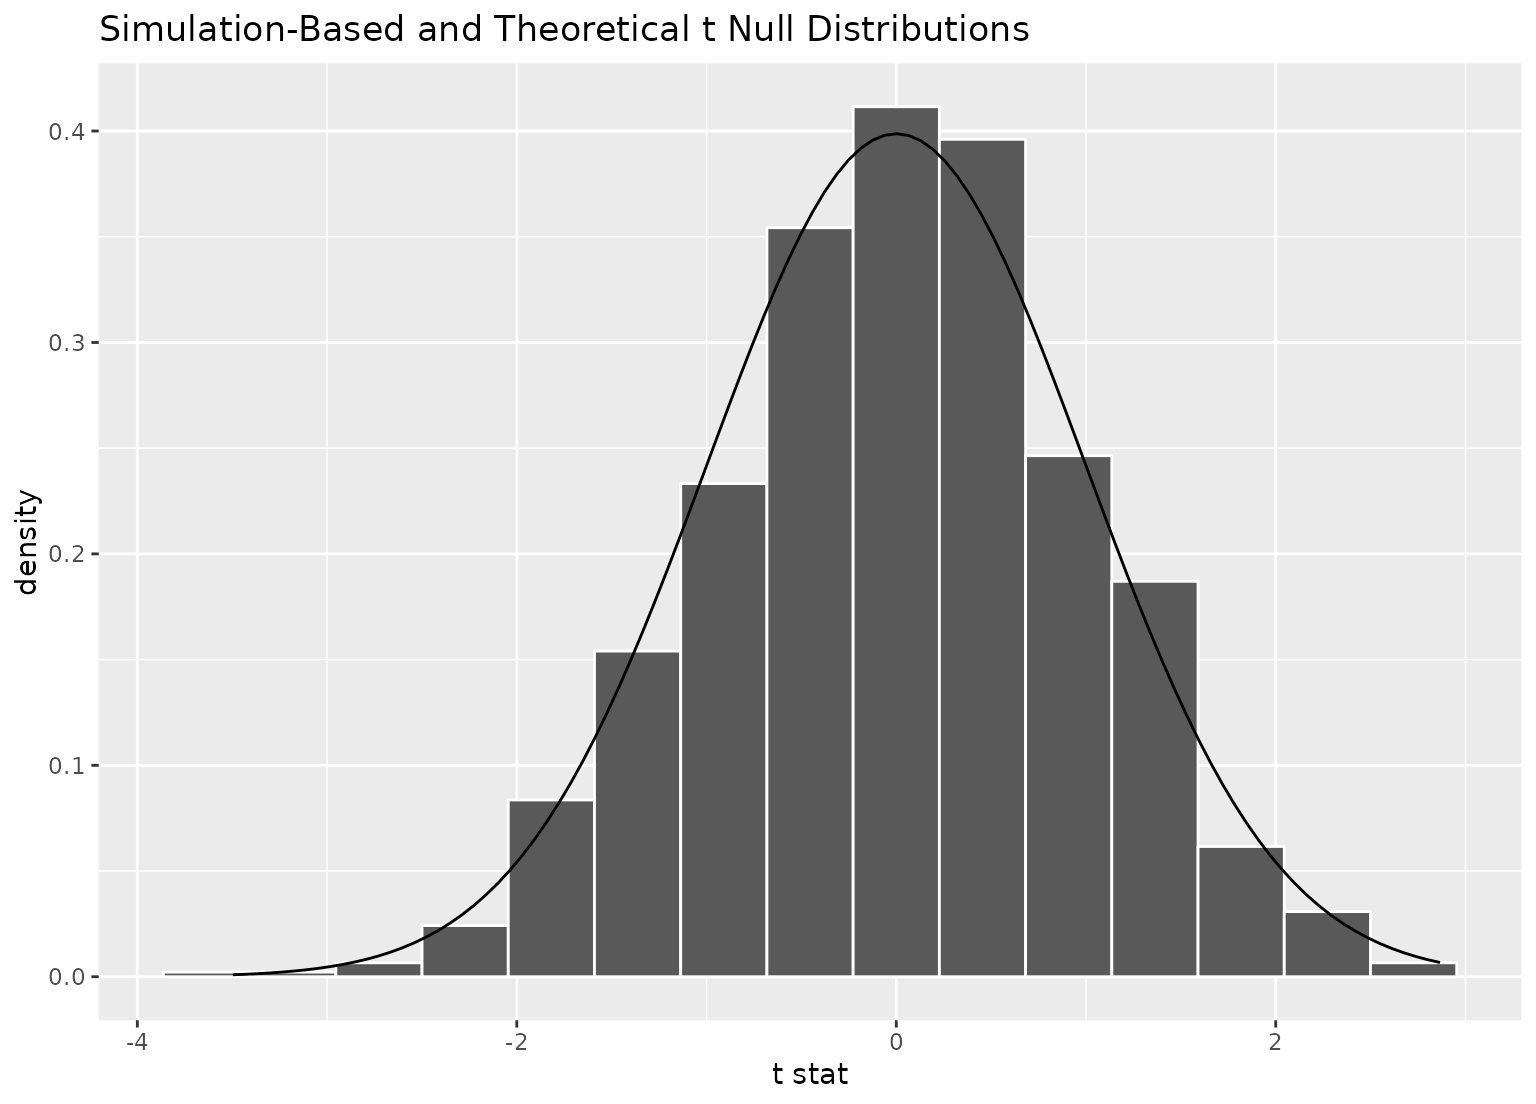 Simulation-Based and Theoretical t Null Distributions
density
0.4
0.3
0.2
0.1
0.0
-4 -2 0 2
t stat